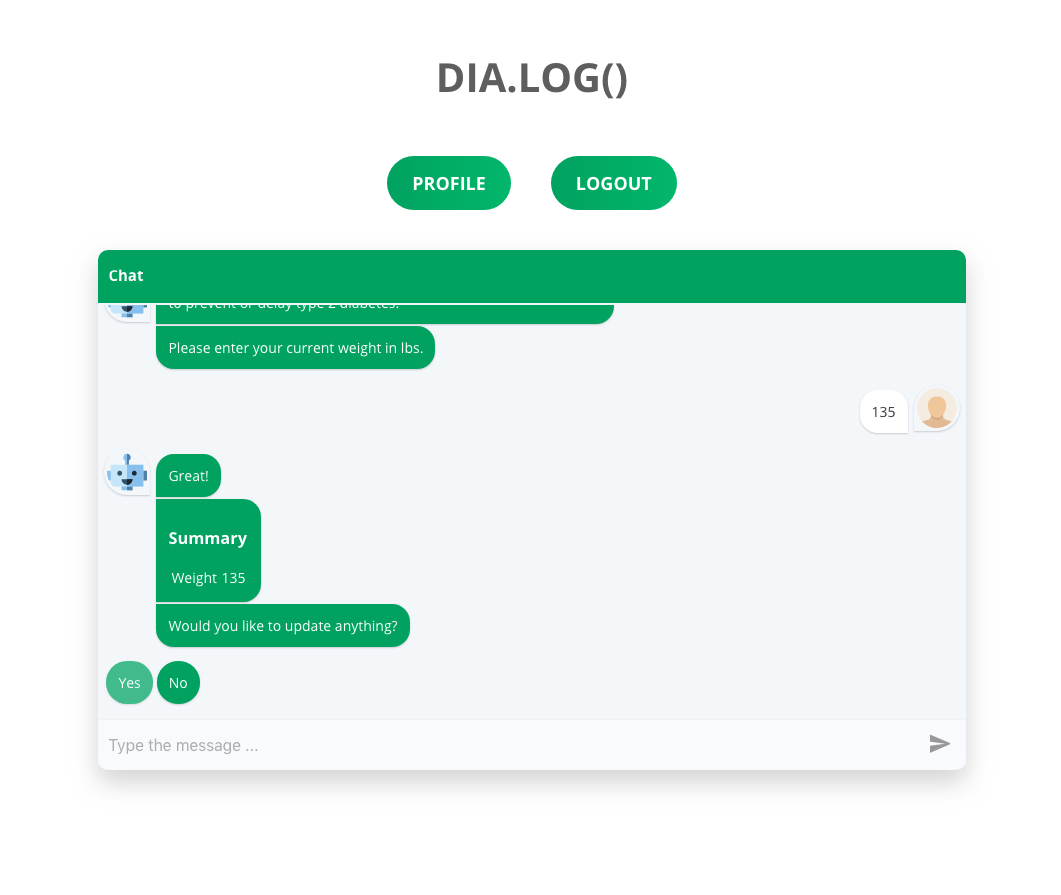 DIA.LOG()
PROFILE
LOGOUT
Chat
to prevent or delay type 2 diabetes.
Please enter your current weight in lbs.
135
Great!
Summary
Weight 135
Would you like to update anything?
Yes
No
Type the message ...